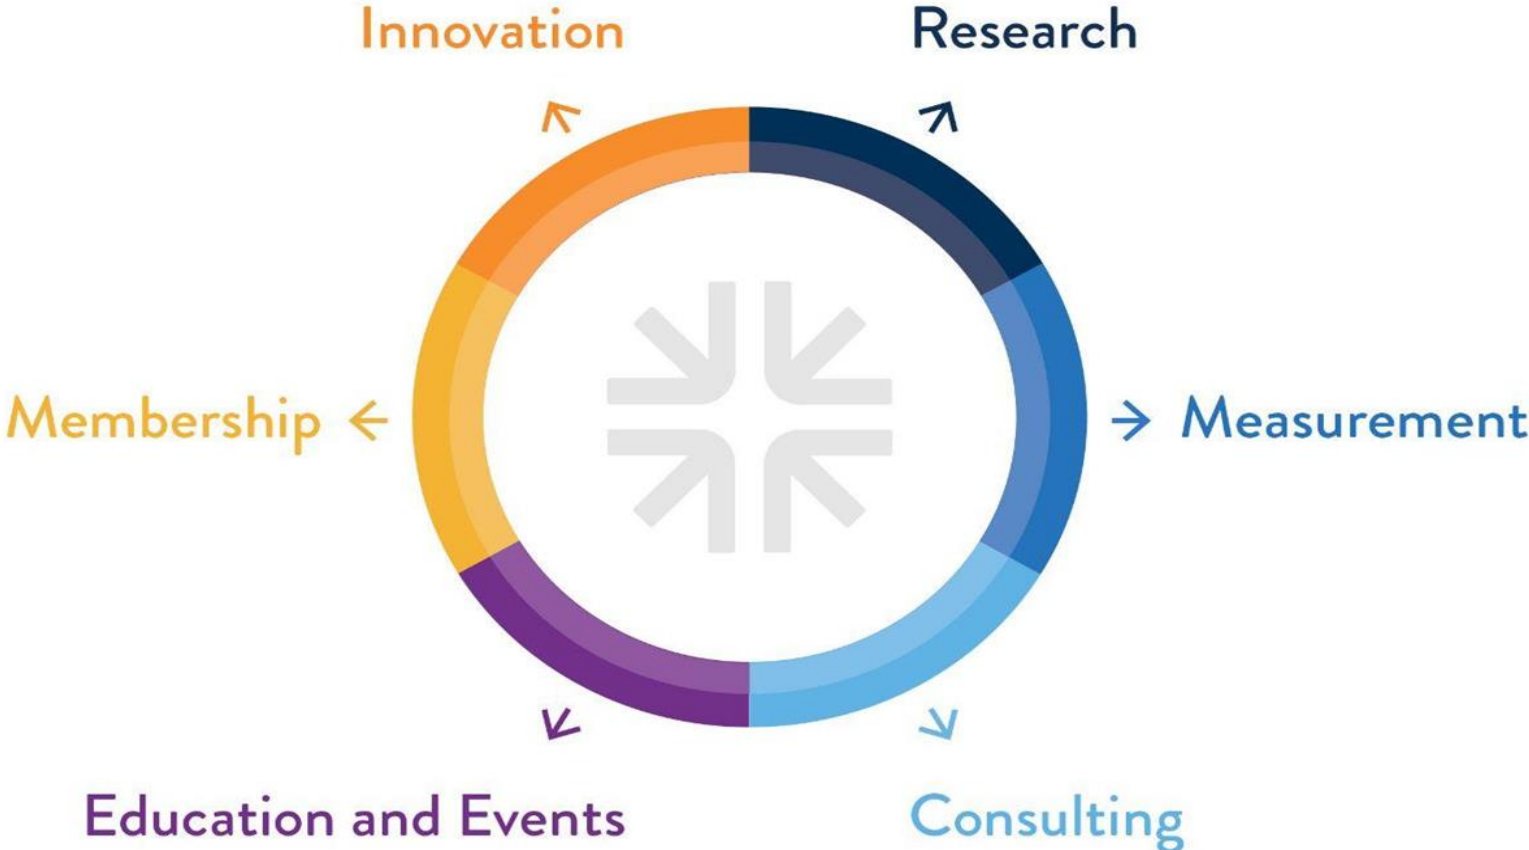 Innovation
Research
Membership
Measurement
Education and Events
Consulting